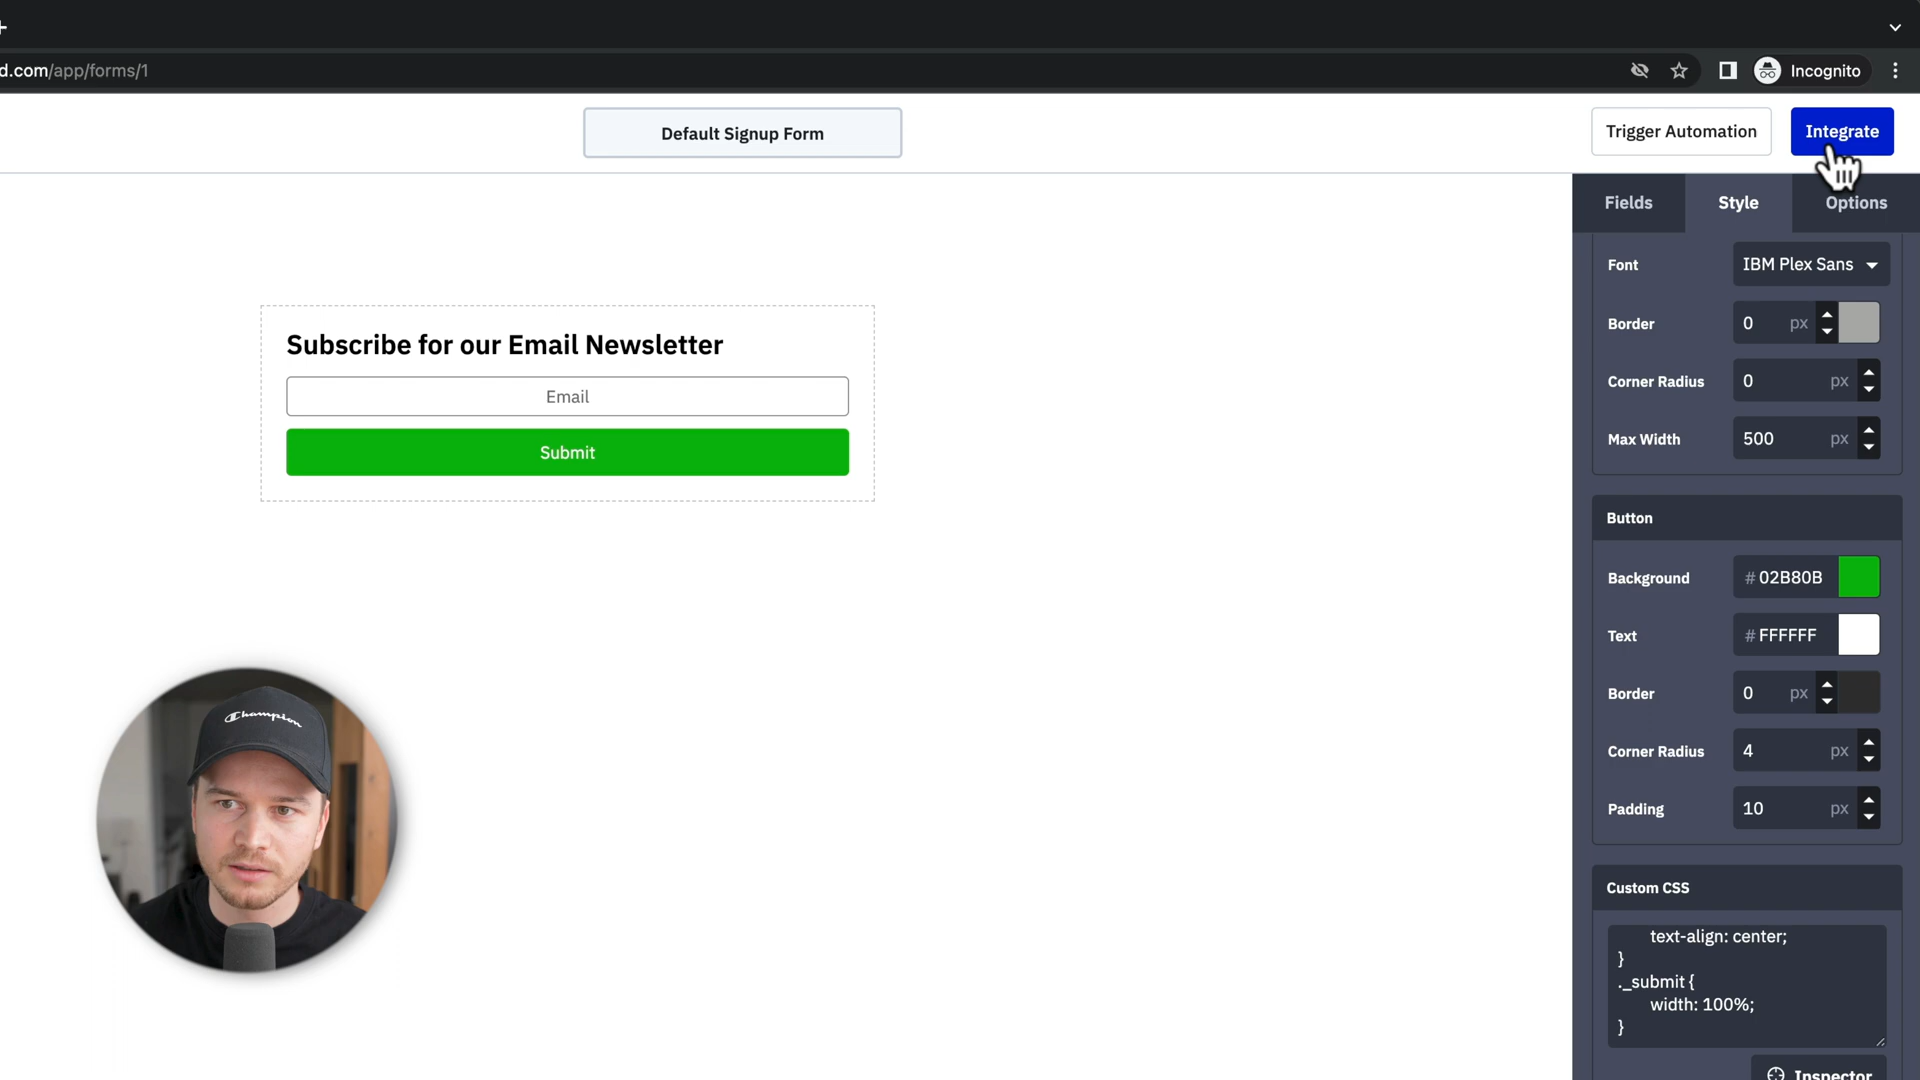 d.com/app/forms/1
Incognito
Default Signup Form
Trigger Automation
Integrate
Fields
Style
Options
Font
IBM Plex Sans
Border
0 px
Corner Radius
0 px
Max Width
500 px
Subscribe for our Email Newsletter
Email
Submit
Button
Background
#02B80B
Text
#FFFFFF
Border
0 px
Corner Radius
4 px
Padding
10 px
Custom CSS
text-align: center;
}
._submit {
width: 100%;
}
Inspector
Champion